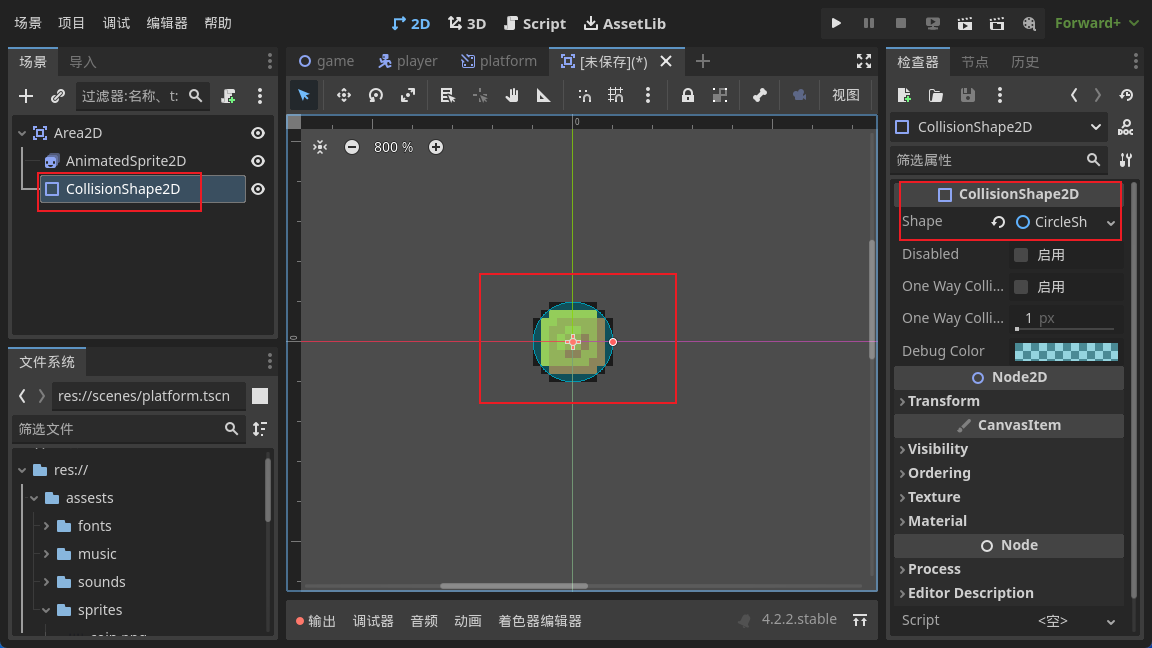 场景 项目 调试 编辑器 帮助
2D 3D Script AssetLib
Forward+
场景 导入
game player platform [未保存](*)
检查器 节点 历史
过滤器:名称、t:
视图
Area2D
AnimatedSprite2D
CollisionShape2D
0
800 %
0
CollisionShape2D
DOC
筛选属性
CollisionShape2D
Shape CircleSh
Disabled 启用
One Way Colli... 启用
One Way Colli... 1 px
Debug Color
Node2D
Transform
CanvasItem
Visibility
Ordering
Texture
Material
Node
Process
Editor Description
Script <空>
文件系统
res://scenes/platform.tscn
筛选文件
res://
assests
fonts
music
sounds
sprites
输出 调试器 音频 动画 着色器编辑器
4.2.2.stable